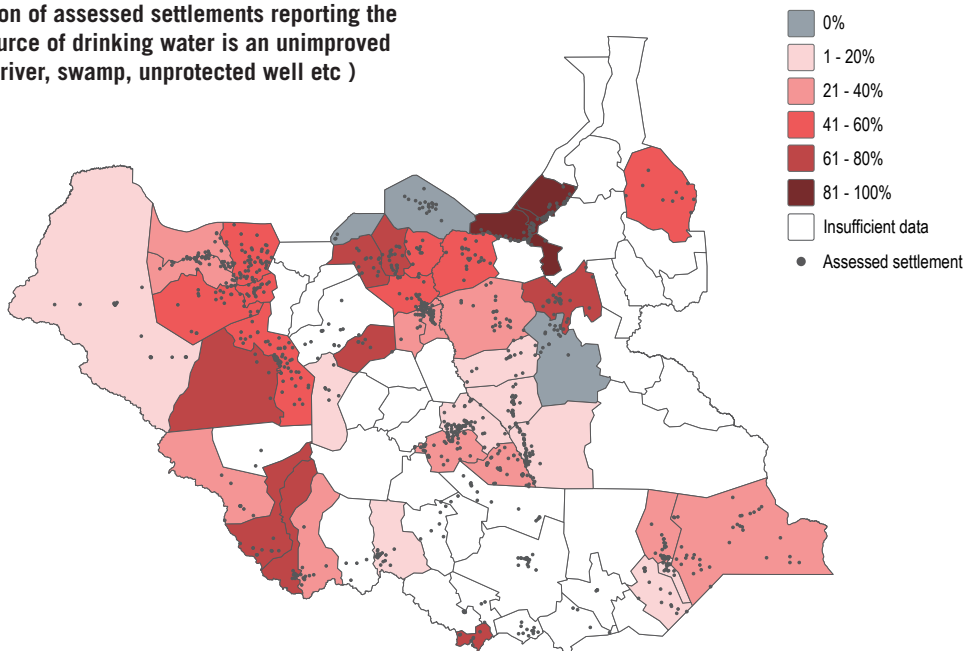 on of assessed settlements reporting the
urce of drinking water is an unimproved
river, swamp, unprotected well etc )
0%
1 - 20%
21 - 40%
41 - 60%
61 - 80%
81 - 100%
Insufficient data
Assessed settlement